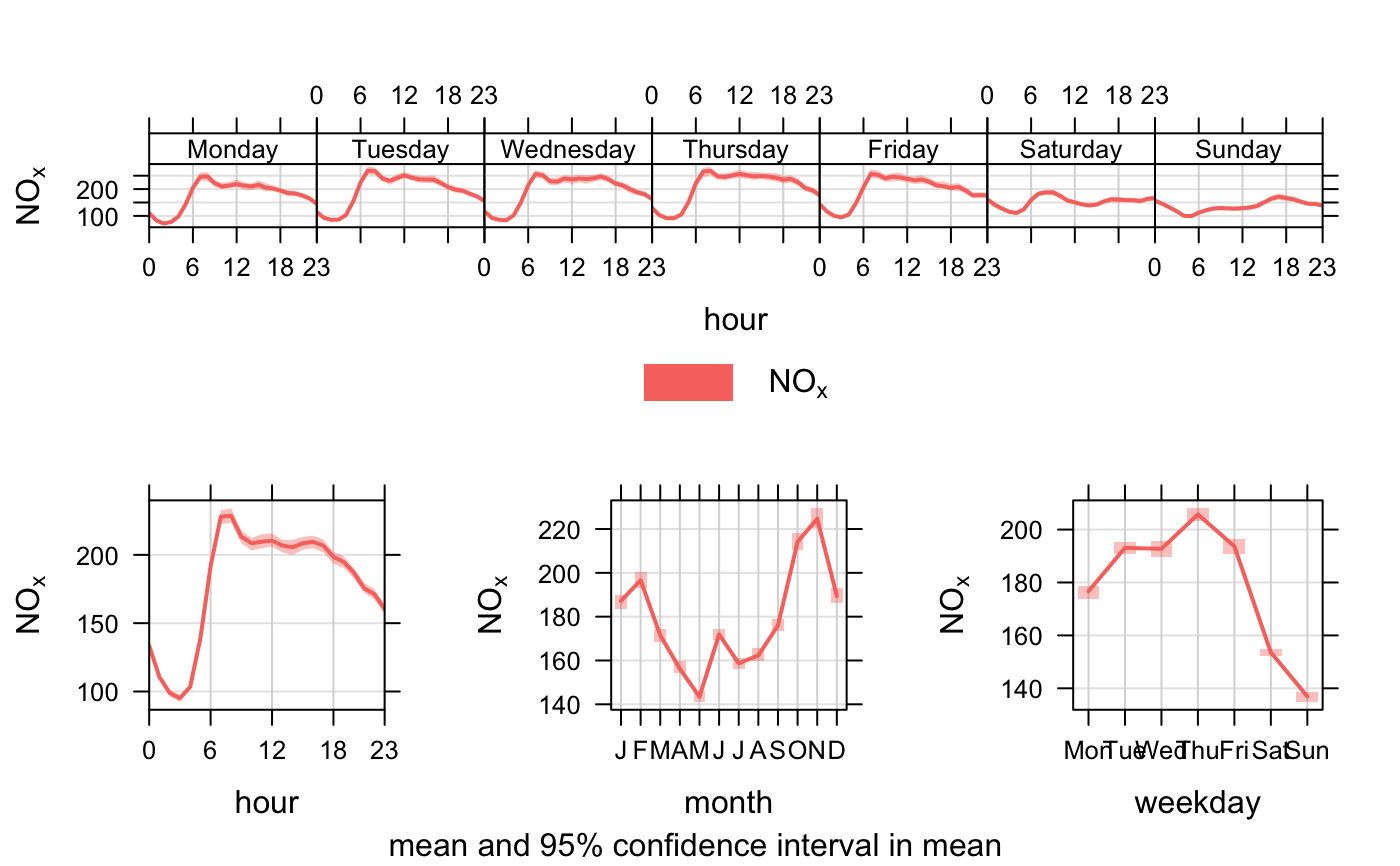 0 6 12 18 23 0 6 12 18 23 0 6 12 18 23
Monday Tuesday Wednesday Thursday Friday Saturday Sunday
NOx
200
100
0 6 12 18 23 0 6 12 18 23 0 6 12 18 23 0 6 12 18 23
hour
NOx
NOx
200
150
100
0 6 12 18 23
hour
NOx
220
200
180
160
140
J F M A M J J A S O N D
month
NOx
200
180
160
140
Mon Tue Wed Thu Fri Sat Sun
weekday
mean and 95% confidence interval in mean